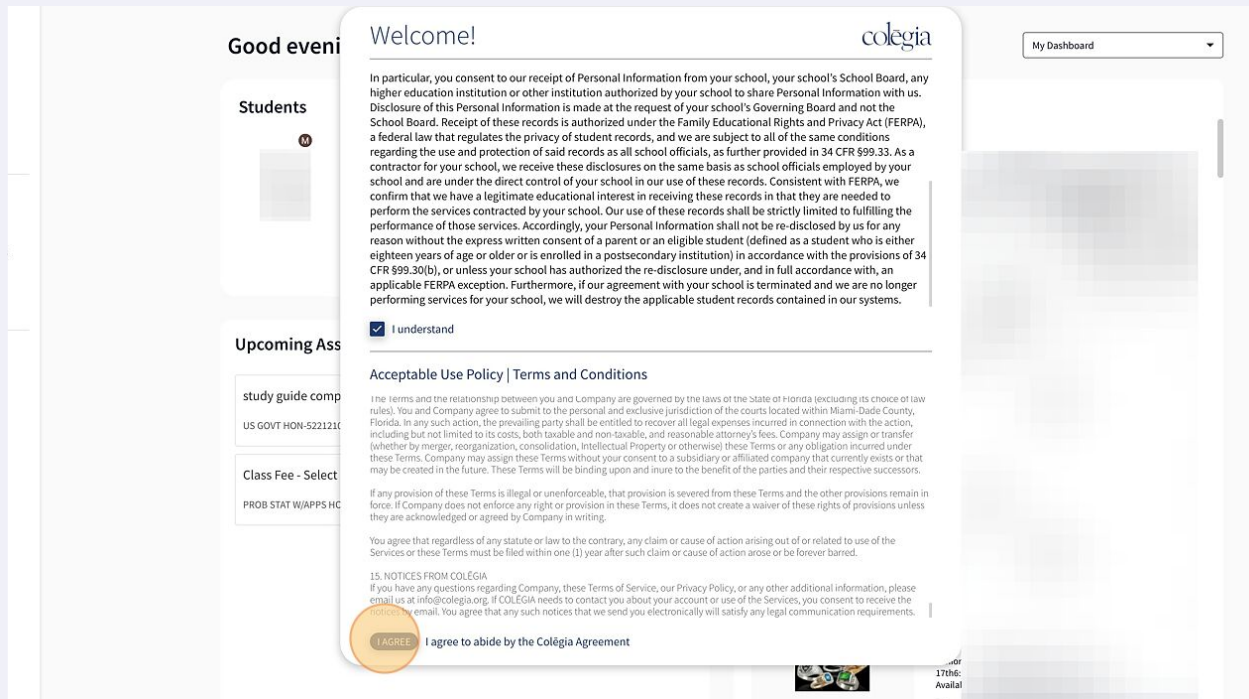 Good eveni
Welcome!
colēgia
My Dashboard
Students
M
In particular, you consent to our receipt of Personal Information from your school, your school's School Board, any
higher education institution or other institution authorized by your school to share Personal Information with us.
Disclosure of this Personal Information is made at the request of your school's Governing Board and not the
School Board. Receipt of these records is authorized under the Family Educational Rights and Privacy Act (FERPA),
a federal law that regulates the privacy of student records, and we are subject to all of the same conditions
regarding the use and protection of said records as all school officials, as further provided in 34 CFR §99.33. As a
contractor for your school, we receive these disclosures on the same basis as school officials employed by your
school and are under the direct control of your school in our use of these records. Consistent with FERPA, we
confirm that we have a legitimate educational interest in receiving these records in that they are needed to
perform the services contracted by your school. Our use of these records shall be strictly limited to fulfilling the
performance of those services. Accordingly, your Personal Information shall not be re-disclosed by us for any
reason without the express written consent of a parent or an eligible student (defined as a student who is either
eighteen years of age or older or is enrolled in a postsecondary institution) in accordance with the provisions of 34
CFR §99.30(b), or unless your school has authorized the re-disclosure under, and in full accordance with, an
applicable FERPA exception. Furthermore, if our agreement with your school is terminated and we are no longer
performing services for your school, we will destroy the applicable student records contained in our systems.
I understand
Upcoming Ass
study guide comp
US GOVT HON-5221210
Class Fee - Select
PROB STAT W/APPS HO
Acceptable Use Policy | Terms and Conditions
The Terms and the relationship between you and Company are governed by the laws of the State of Florida (excluding its choice of law
rules). You and Company agree to submit to the personal and exclusive jurisdiction of the courts located within Miami-Dade County,
Florida. In any such action, the prevailing party shall be entitled to recover all legal expenses incurred in connection with the action,
including but not limited to its costs, both taxable and non-taxable, and reasonable attorney's fees. Company may assign or transfer
(whether by merger, reorganization, consolidation, Intellectual Property or otherwise) these Terms or any obligation incurred under
these Terms. Company may assign these Terms without your consent to a subsidiary or affiliated company that currently exists or that
may be created in the future. These Terms will be binding upon and inure to the benefit of the parties and their respective successors.
If any provision of these Terms is illegal or unenforceable, that provision is severed from these Terms and the other provisions remain in
force. If Company does not enforce any right or provision in these Terms, it does not create a waiver of these rights of provisions unless
they are acknowledged or agreed by Company in writing.
You agree that regardless of any statute or law to the contrary, any claim or cause of action arising out of or related to use of the
Services or these Terms must be filed within one (1) year after such claim or cause of action arose or be forever barred.
15. NOTICES FROM COLĒGIA
If you have any questions regarding Company, these Terms of Service, our Privacy Policy, or any other additional information, please
email us at info@colegia.org. If COLĒGIA needs to contact you about your account or use of the Services, you consent to receive the
notices by email. You agree that any such notices that we send you electronically will satisfy any legal communication requirements.
I AGREE I agree to abide by the Colēgia Agreement
17th6:
Availal